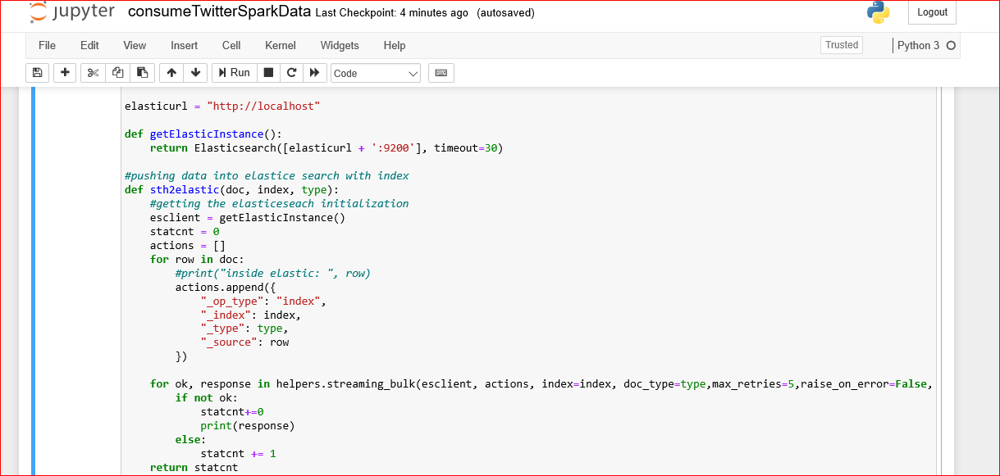 jupyter consumeTwitterSparkData Last Checkpoint: 4 minutes ago (autosaved)
Logout
File Edit View Insert Cell Kernel Widgets Help
Trusted
Python 3
Run
Code
elasticurl = "http://localhost"
def getElasticInstance():
    return Elasticsearch([elasticurl + ':9200'], timeout=30)
#pushing data into elastice search with index
def sth2elastic(doc, index, type):
    #getting the elasticeseach initialization
    esclient = getElasticInstance()
    statcnt = 0
    actions = []
    for row in doc:
        #print("inside elastic: ", row)
        actions.append({
            "_op_type": "index",
            "_index": index,
            "_type": type,
            "_source": row
        })
    for ok, response in helpers.streaming_bulk(esclient, actions, index=index, doc_type=type,max_retries=5,raise_on_error=False,
        if not ok:
            statcnt+=0
            print(response)
        else:
            statcnt += 1
    return statcnt